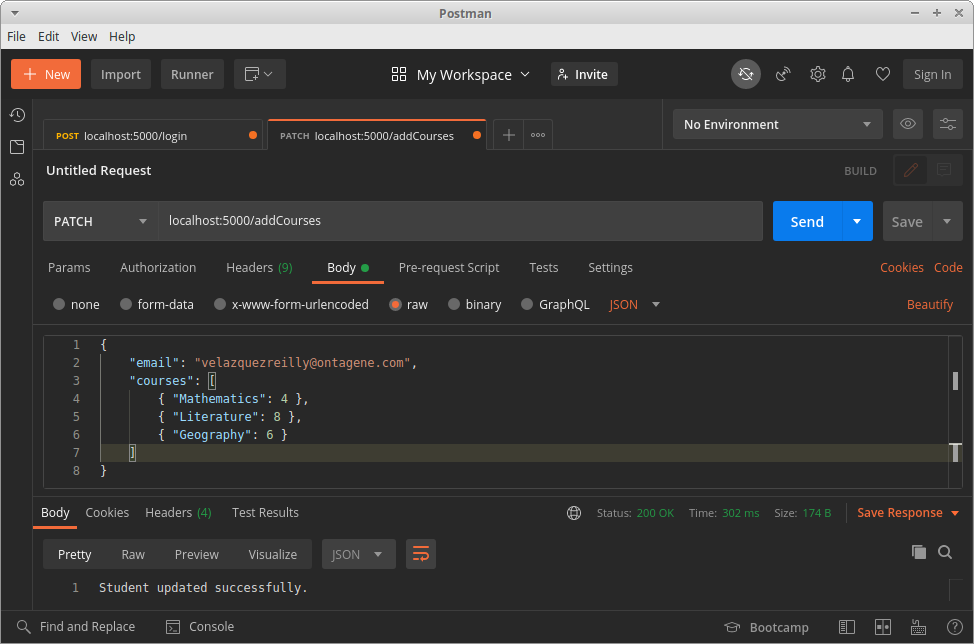 Postman
File Edit View Help
+ New Import Runner My Workspace Invite Sign In
POST localhost:5000/login PATCH localhost:5000/addCourses No Environment
Untitled Request BUILD
PATCH localhost:5000/addCourses Send Save
Params Authorization Headers (9) Body Pre-request Script Tests Settings Cookies Code
none form-data x-www-form-urlencoded raw binary GraphQL JSON Beautify
1 {
2 "email": "velazquezreilly@ontagene.com",
3 "courses": [
4 { "Mathematics": 4 },
5 { "Literature": 8 },
6 { "Geography": 6 }
7 ]
8 }
Body Cookies Headers (4) Test Results Status: 200 OK Time: 302 ms Size: 174 B Save Response
Pretty Raw Preview Visualize JSON
1 Student updated successfully.
Find and Replace Console Bootcamp